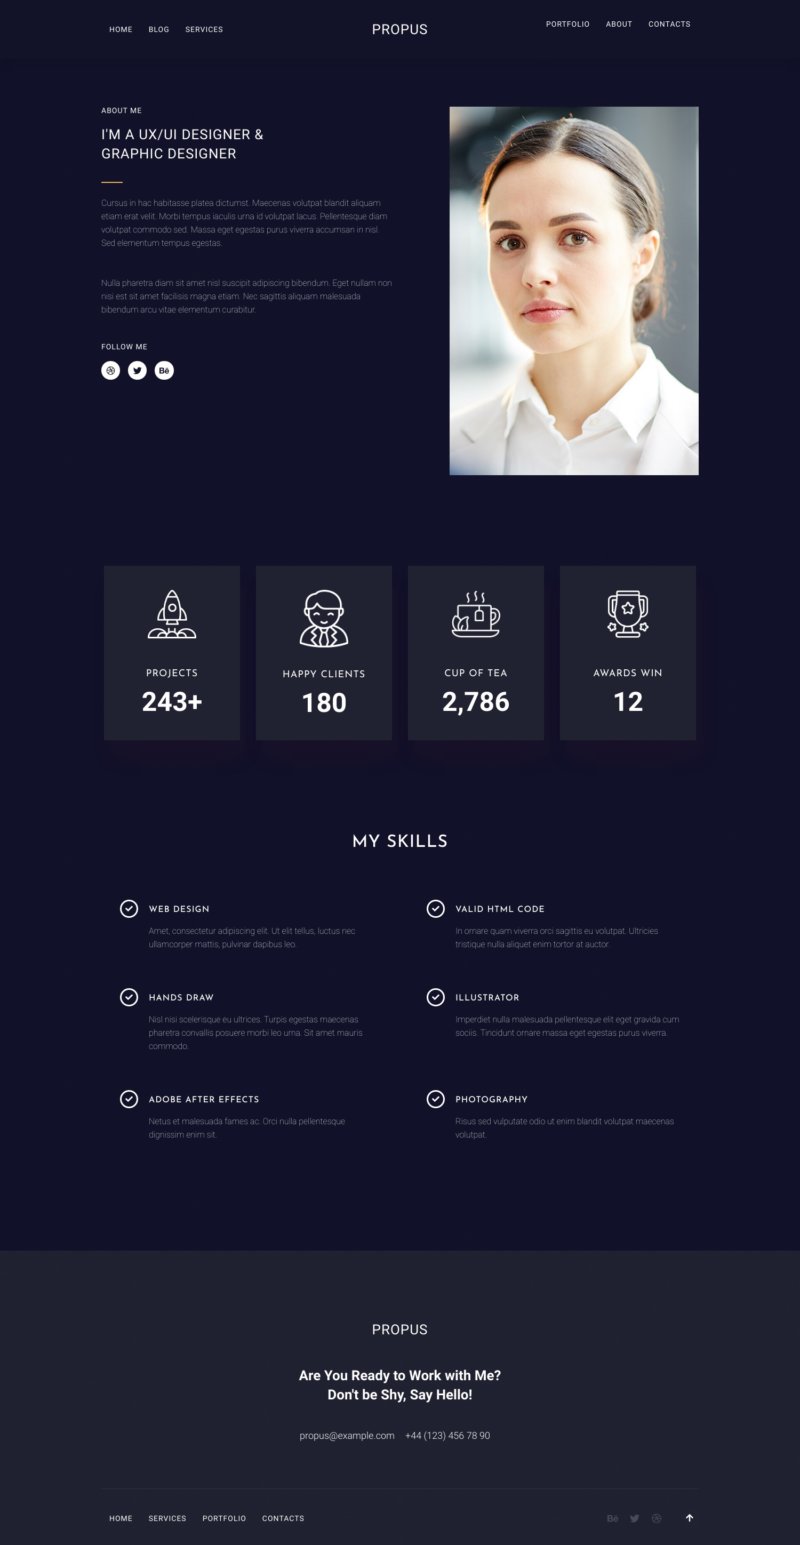 HOME BLOG SERVICES PROPUS PORTFOLIO ABOUT CONTACTS
ABOUT ME
I'M A UX/UI DESIGNER &
GRAPHIC DESIGNER
Cursus in hac habitasse platea dictumst. Maecenas volutpat blandit aliquam
etiam erat velit. Morbi tempus iaculis urna id volutpat lacus. Pellentesque diam
volutpat commodo sed. Massa eget egestas purus viverra accumsan in nisl.
Sed elementum tempus egestas.
Nulla pharetra diam sit amet nisl suscipit adipiscing bibendum. Eget nullam non
nisi est sit amet facilisis magna etiam. Nec sagittis aliquam malesuada
bibendum arcu vitae elementum curabitur.
FOLLOW ME
Bē
PROJECTS
243+
HAPPY CLIENTS
180
CUP OF TEA
2,786
AWARDS WIN
12
MY SKILLS
WEB DESIGN
Amet, consectetur adipiscing elit. Ut elit tellus, luctus nec
ullamcorper mattis, pulvinar dapibus leo.
VALID HTML CODE
In ornare quam viverra orci sagittis eu volutpat. Ultricies
tristique nulla aliquet enim tortor at auctor.
HANDS DRAW
Nisl nisi scelerisque eu ultrices. Turpis egestas maecenas
pharetra convallis posuere morbi leo urna. Sit amet mauris
commodo.
ILLUSTRATOR
Imperdiet nulla malesuada pellentesque elit eget gravida cum
sociis. Tincidunt ornare massa eget egestas purus viverra.
ADOBE AFTER EFFECTS
Netus et malesuada fames ac. Orci nulla pellentesque
dignissim enim sit.
PHOTOGRAPHY
Risus sed vulputate odio ut enim blandit volutpat maecenas
volutpat.
PROPUS
Are You Ready to Work with Me?
Don't be Shy, Say Hello!
propus@example.com +44 (123) 456 78 90
HOME SERVICES PORTFOLIO CONTACTS Bē